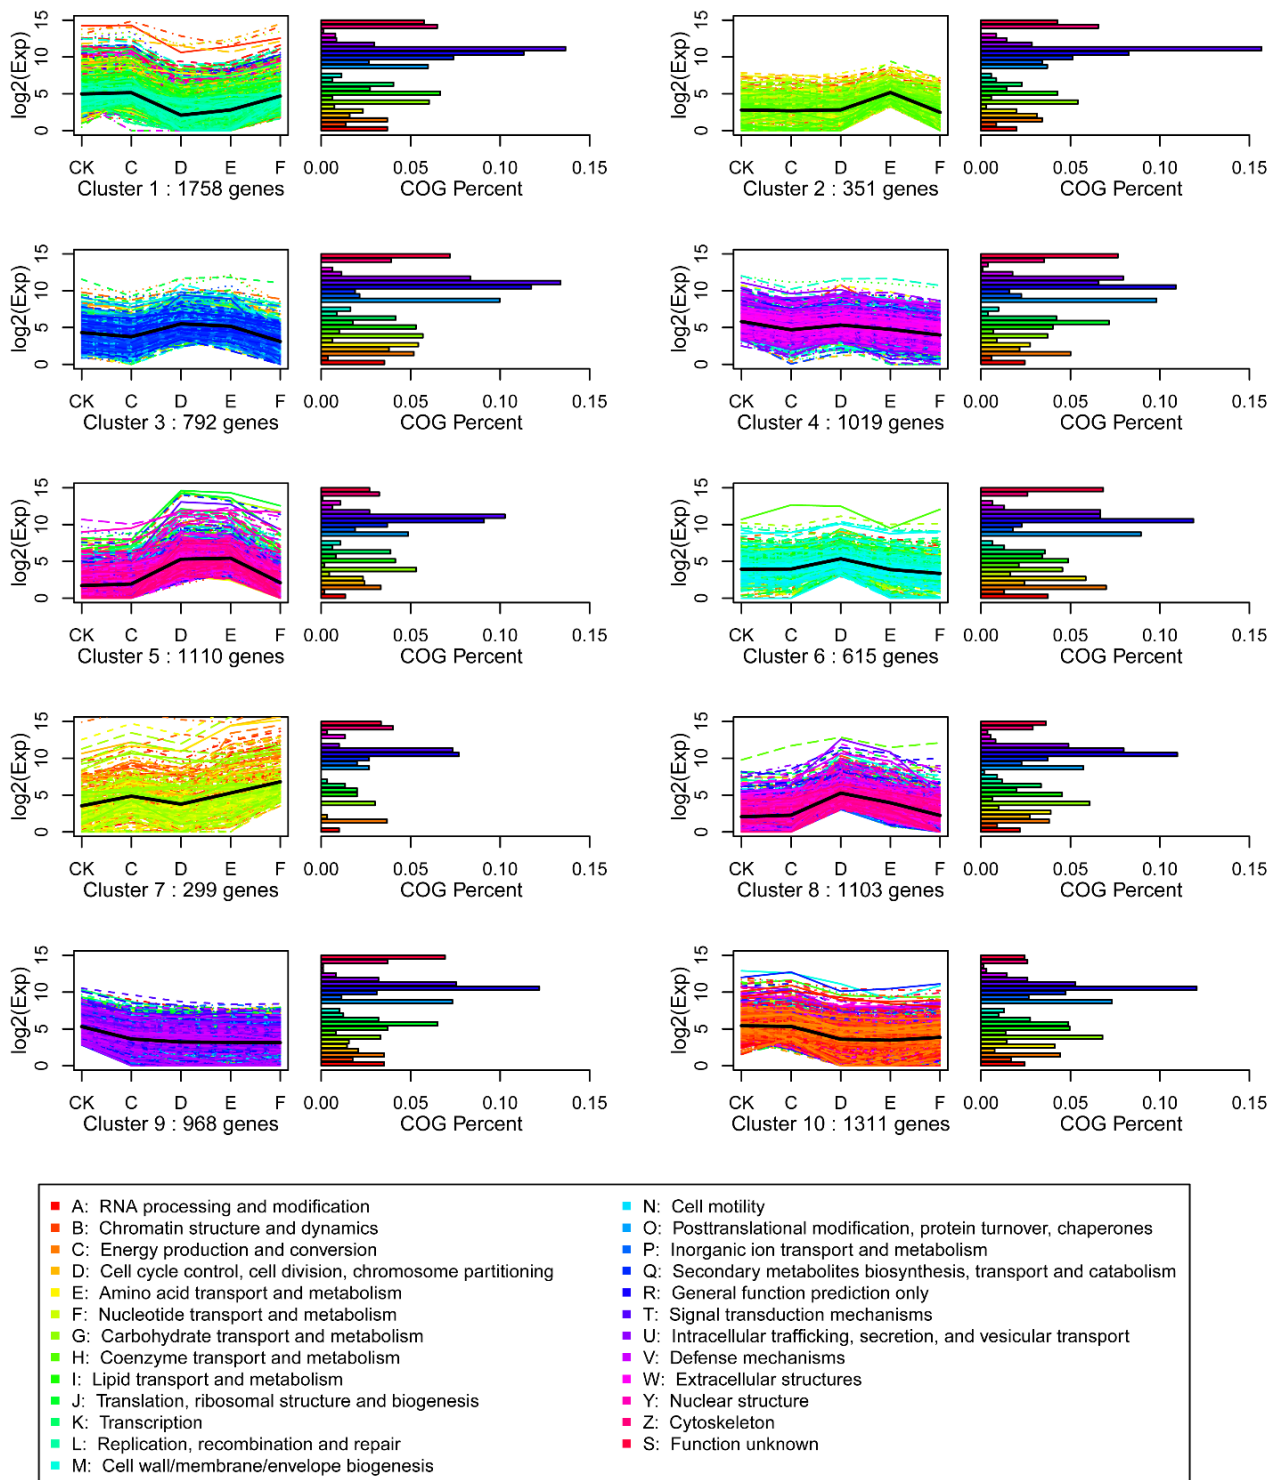 log2(Exp)
0 5 10 15
CK C D E F
Cluster 1 : 1758 genes
0.00 0.05 0.10 0.15
COG Percent
log2(Exp)
0 5 10 15
CK C D E F
Cluster 2 : 351 genes
0.00 0.05 0.10 0.15
COG Percent
log2(Exp)
0 5 10 15
CK C D E F
Cluster 3 : 792 genes
0.00 0.05 0.10 0.15
COG Percent
log2(Exp)
0 5 10 15
CK C D E F
Cluster 4 : 1019 genes
0.00 0.05 0.10 0.15
COG Percent
log2(Exp)
0 5 10 15
CK C D E F
Cluster 5 : 1110 genes
0.00 0.05 0.10 0.15
COG Percent
log2(Exp)
0 5 10 15
CK C D E F
Cluster 6 : 615 genes
0.00 0.05 0.10 0.15
COG Percent
log2(Exp)
0 5 10 15
CK C D E F
Cluster 7 : 299 genes
0.00 0.05 0.10 0.15
COG Percent
log2(Exp)
0 5 10 15
CK C D E F
Cluster 8 : 1103 genes
0.00 0.05 0.10 0.15
COG Percent
log2(Exp)
0 5 10 15
CK C D E F
Cluster 9 : 968 genes
0.00 0.05 0.10 0.15
COG Percent
log2(Exp)
0 5 10 15
CK C D E F
Cluster 10 : 1311 genes
0.00 0.05 0.10 0.15
COG Percent
A: RNA processing and modification
B: Chromatin structure and dynamics
C: Energy production and conversion
D: Cell cycle control, cell division, chromosome partitioning
E: Amino acid transport and metabolism
F: Nucleotide transport and metabolism
G: Carbohydrate transport and metabolism
H: Coenzyme transport and metabolism
I: Lipid transport and metabolism
J: Translation, ribosomal structure and biogenesis
K: Transcription
L: Replication, recombination and repair
M: Cell wall/membrane/envelope biogenesis
N: Cell motility
O: Posttranslational modification, protein turnover, chaperones
P: Inorganic ion transport and metabolism
Q: Secondary metabolites biosynthesis, transport and catabolism
R: General function prediction only
T: Signal transduction mechanisms
U: Intracellular trafficking, secretion, and vesicular transport
V: Defense mechanisms
W: Extracellular structures
Y: Nuclear structure
Z: Cytoskeleton
S: Function unknown